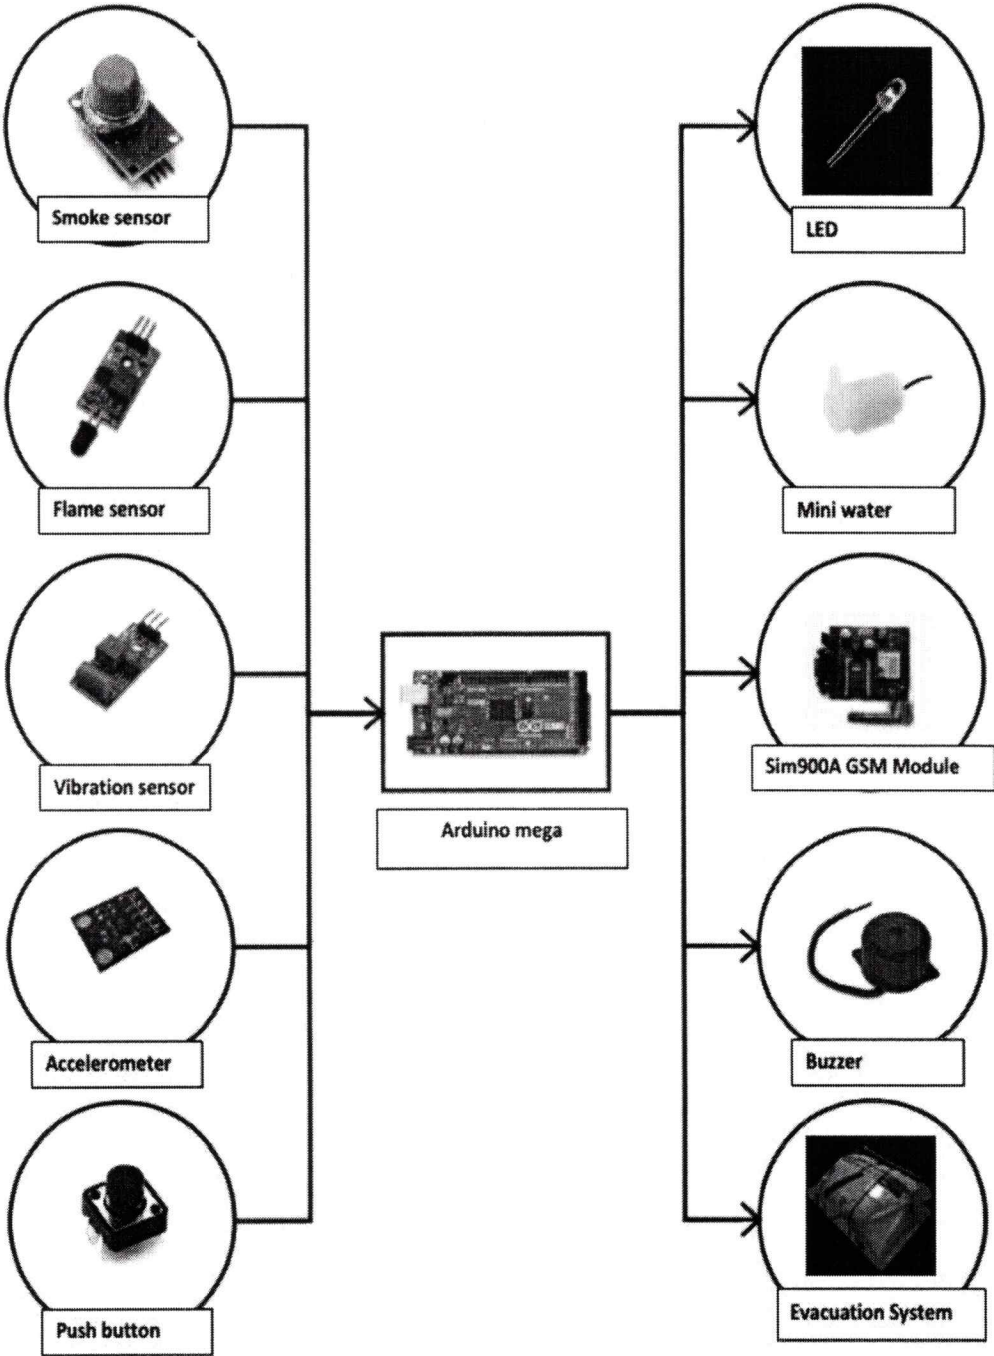 Smoke sensor
Flame sensor
Vibration sensor
Accelerometer
Push button
Arduino mega
LED
Mini water
Sim900A GSM Module
Buzzer
Evacuation System